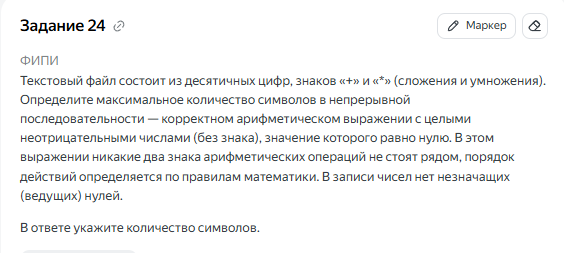 Задание 24
Маркер
ФИПИ
Текстовый файл состоит из десятичных цифр, знаков «+» и «*» (сложения и умножения).
Определите максимальное количество символов в непрерывной
последовательности — корректном арифметическом выражении с целыми
неотрицательными числами (без знака), значение которого равно нулю. В этом
выражении никакие два знака арифметических операций не стоят рядом, порядок
действий определяется по правилам математики. В записи чисел нет незначащих
(ведущих) нулей.
В ответе укажите количество символов.